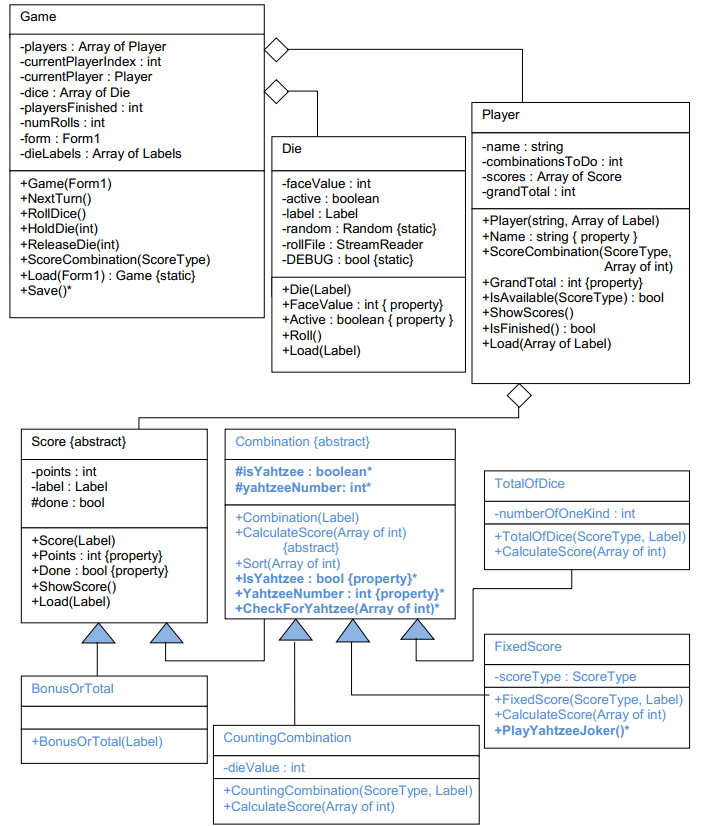 Game
-players : Array of Player
-currentPlayerIndex : int
-currentPlayer : Player
-dice : Array of Die
-playersFinished : int
-numRolls : int
-form : Form1
-dieLabels : Array of Labels
+Game(Form1)
+NextTurn()
+RollDice()
+HoldDie(int)
+ReleaseDie(int)
+ScoreCombination(ScoreType)
+Load(Form1) : Game {static}
+Save()*
Die
-faceValue : int
-active : boolean
-label : Label
-random : Random {static}
-rollFile : StreamReader
-DEBUG : bool {static}
+Die(Label)
+FaceValue : int { property}
+Active : boolean { property }
+Roll()
+Load(Label)
Player
-name : string
-combinationsToDo : int
-scores : Array of Score
-grandTotal : int
+Player(string, Array of Label)
+Name : string { property }
+ScoreCombination(ScoreType,
Array of int)
+GrandTotal : int {property}
+IsAvailable(ScoreType) : bool
+ShowScores()
+IsFinished() : bool
+Load(Array of Label)
Score {abstract}
-points : int
-label : Label
#done : bool
+Score(Label)
+Points : int {property}
+Done : bool {property}
+ShowScore()
+Load(Label)
Combination {abstract}
#isYahtzee : boolean*
#yahtzeeNumber: int*
+Combination(Label)
+CalculateScore(Array of int)
{abstract}
+Sort(Array of int)
+IsYahtzee : bool {property}*
+YahtzeeNumber : int {property}*
+CheckForYahtzee(Array of int)*
TotalOfDice
-numberOfOneKind : int
+TotalOfDice(ScoreType, Label)
+CalculateScore(Array of int)
FixedScore
-scoreType : ScoreType
+FixedScore(ScoreType, Label)
+CalculateScore(Array of int)
+PlayYahtzeeJoker()*
BonusOrTotal
+BonusOrTotal(Label)
CountingCombination
-dieValue : int
+CountingCombination(ScoreType, Label)
+CalculateScore(Array of int)